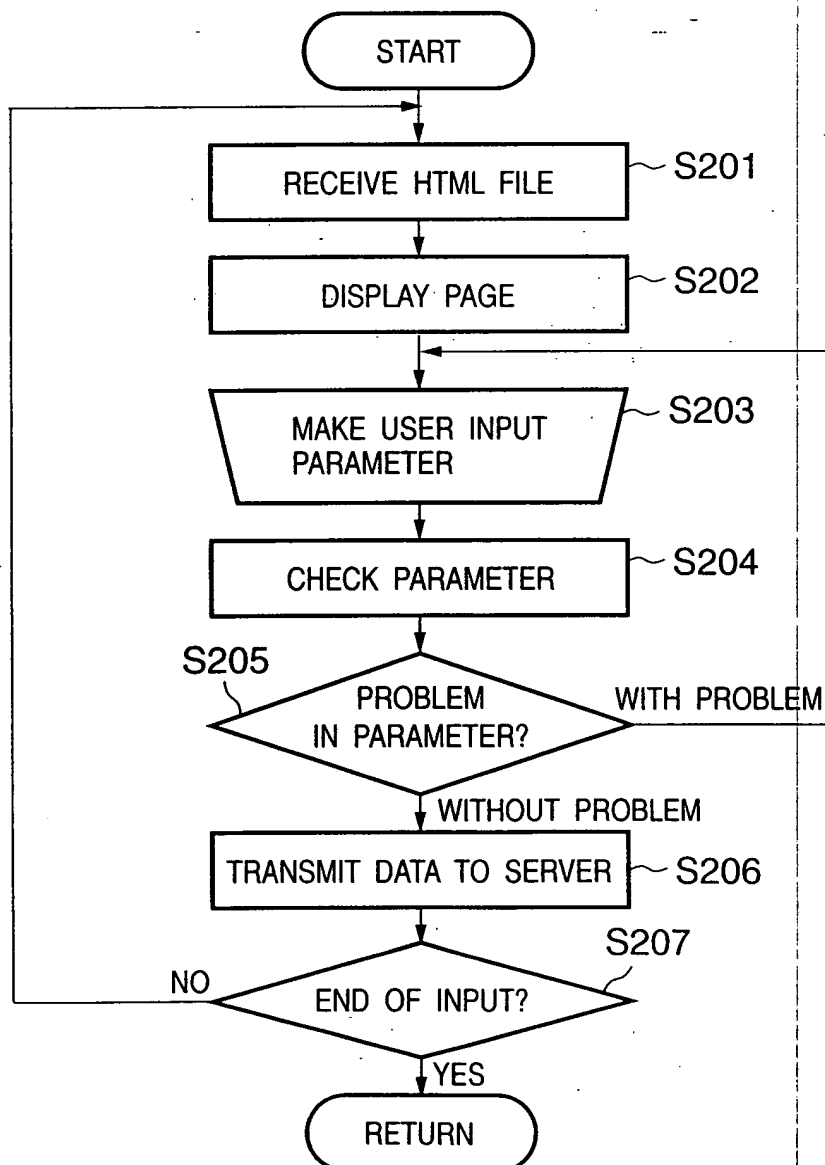 START
RECEIVE HTML FILE
S201
DISPLAY PAGE
S202
MAKE USER INPUT
PARAMETER
S203
CHECK PARAMETER
S204
S205
PROBLEM
IN PARAMETER?
WITH PROBLEM
WITHOUT PROBLEM
TRANSMIT DATA TO SERVER
S206
S207
NO
END OF INPUT?
YES
RETURN